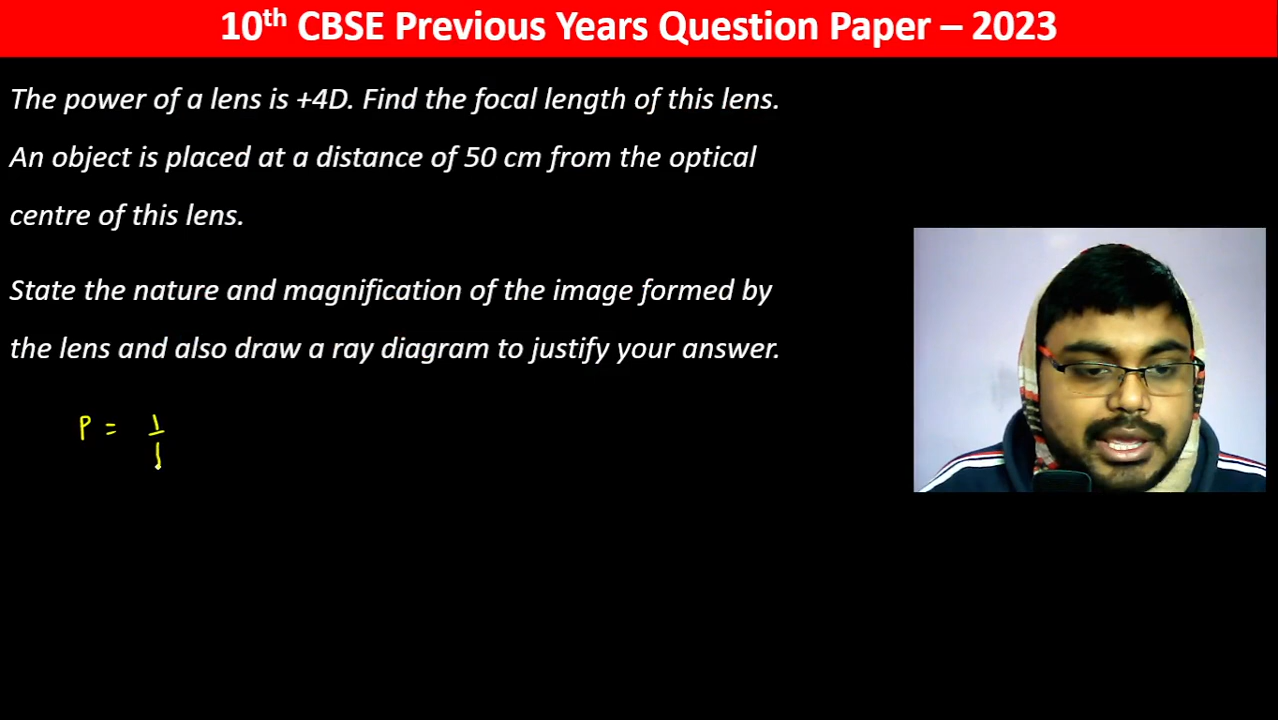 10th CBSE Previous Years Question Paper – 2023
The power of a lens is +4D. Find the focal length of this lens.
An object is placed at a distance of 50 cm from the optical
centre of this lens.
State the nature and magnification of the image formed by
the lens and also draw a ray diagram to justify your answer.
P = 1/